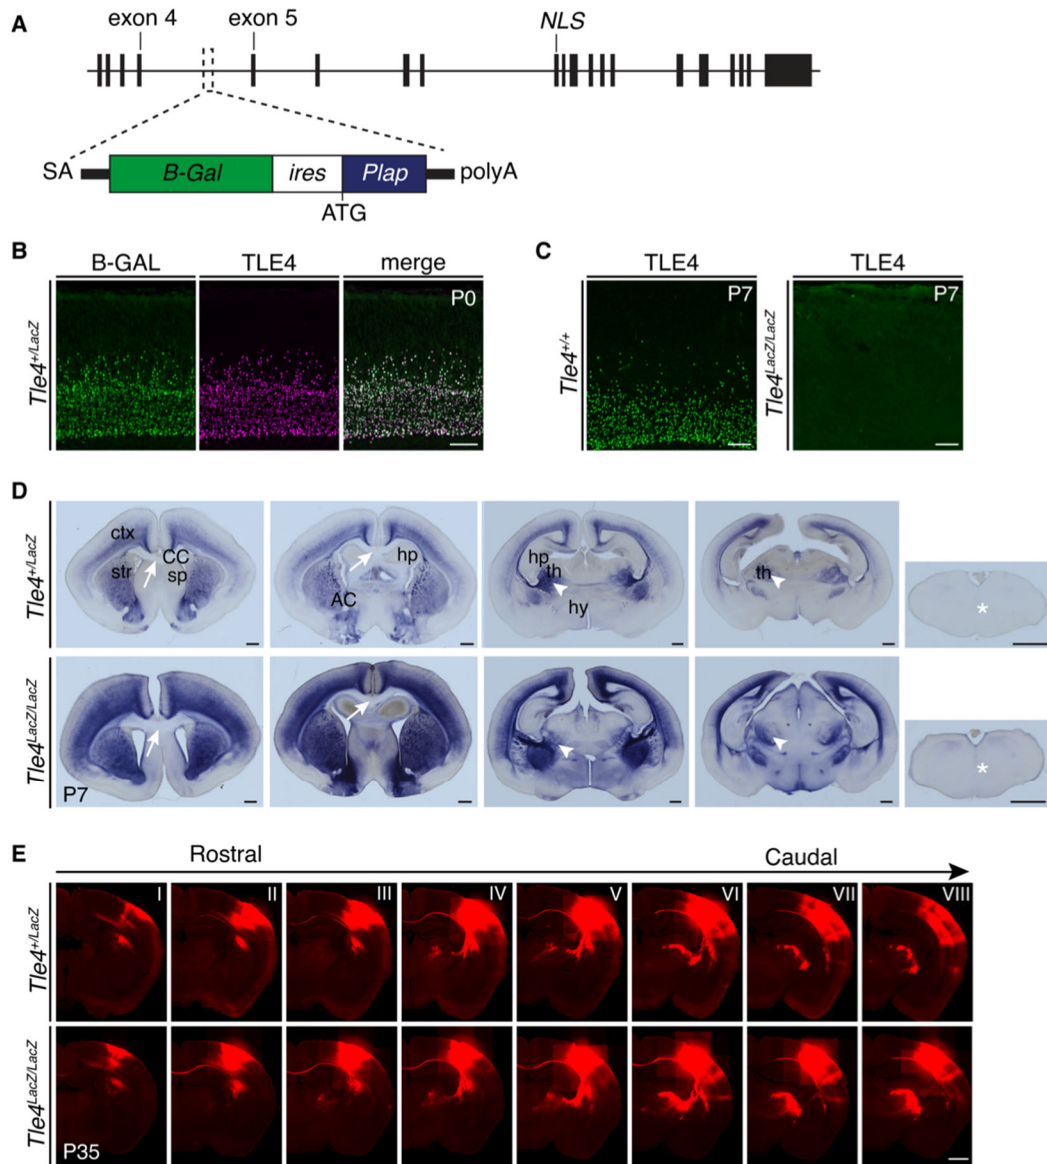 A
exon 4 exon 5 NLS
SA B-Gal ires Plap polyA
ATG
B
B-GAL TLE4 merge
Tle4+/LacZ
P0
C
TLE4 TLE4
Tle4+/+
P7
Tle4LacZ/LacZ
P7
D
Tle4+/LacZ
ctx
CC
str sp
hp
AC
hp
th
hy
th
*
Tle4LacZ/LacZ
P7
*
E
Rostral Caudal
Tle4+/LacZ
I II III IV V VI VII VIII
Tle4LacZ/LacZ
P35